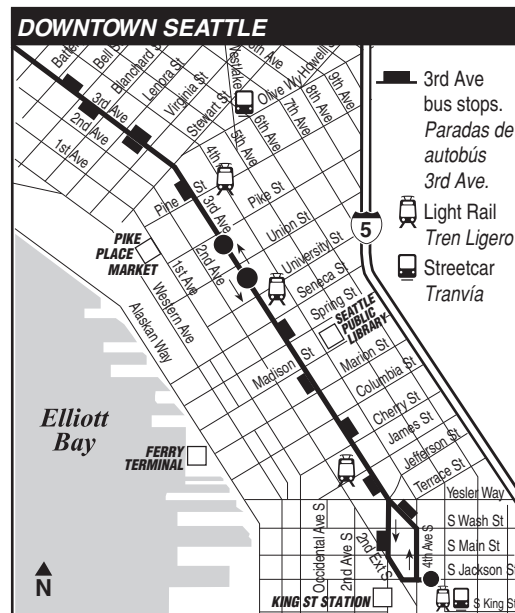 DOWNTOWN SEATTLE
Batter
Bell S
Blanchard S
Lenora St
Virginia St
Stewart St
Westlake
8th Ave
Olive Wy
Howell S
9th Ave
8th Ave
7th Ave
6th Ave
5th Ave
4th A
3rd Ave
2nd Ave
1st Ave
Pine St
3rd Ave
Pike St
2nd Ave
Union St
PIKE
PLACE
MARKET
1st Ave
University St
Western Ave
Seneca St
Alaskan Way
Spring St
SEATTLE
PUBLIC
LIBRARY
Madison St
Marion St
Columbia St
Cherry St
James St
Jefferson St
Terrace St
Elliott
Bay
FERRY
TERMINAL
Yesler Way
S Wash St
S Main St
S Jackson St
S King St
Occidental Ave S
2nd Ave S
2nd Ext S
4th Ave S
KING ST STATION
N
5
3rd Ave
bus stops.
Paradas de
autobús
3rd Ave.
Light Rail
Tren Ligero
Streetcar
Tranvía